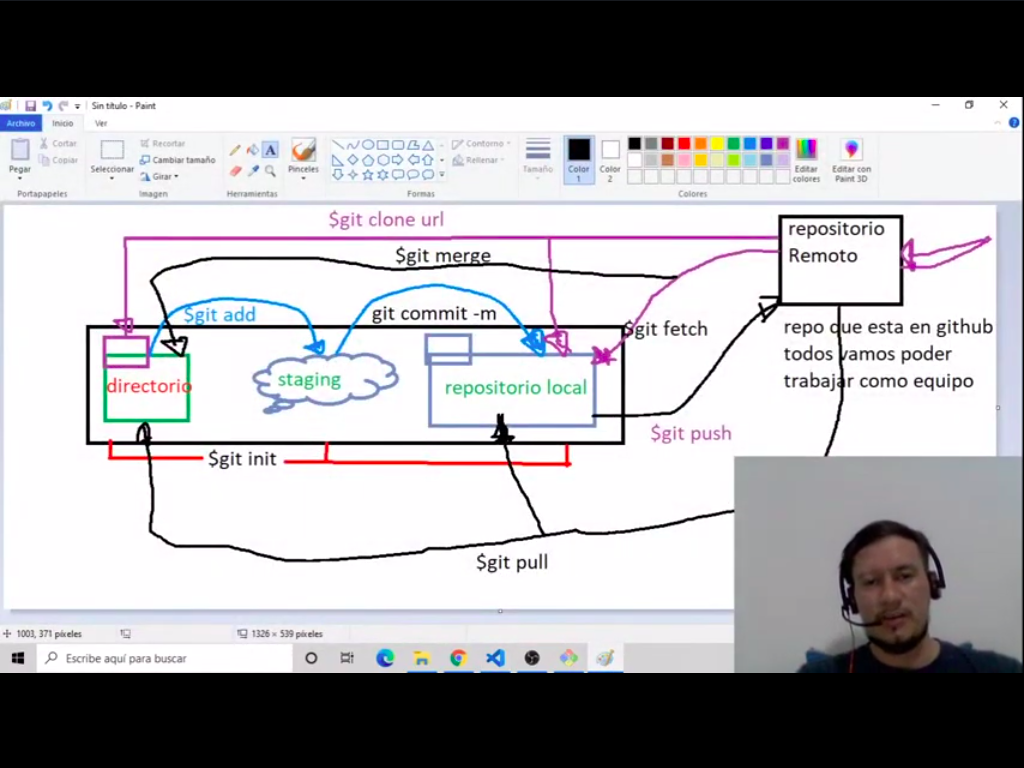 Sin título - Paint
Archivo Inicio Ver
Pegar
Cortar
Copiar
Portapapeles
Seleccionar
Recortar
Cambiar tamaño
Girar
Imagen
Herramientas
Pinceles
Contorno
Rellenar
Formas
Tamaño
Color 1
Color 2
Editar colores
Editar con Paint 3D
Colores
$git clone url
repositorio
Remoto
$git merge
$git add
git commit -m
$git fetch
repo que esta en github
todos vamos poder
trabajar como equipo
directorio
staging
repositorio local
$git push
$git init
$git pull
1003, 371 píxeles
1326 × 539 píxeles
Escribe aquí para buscar